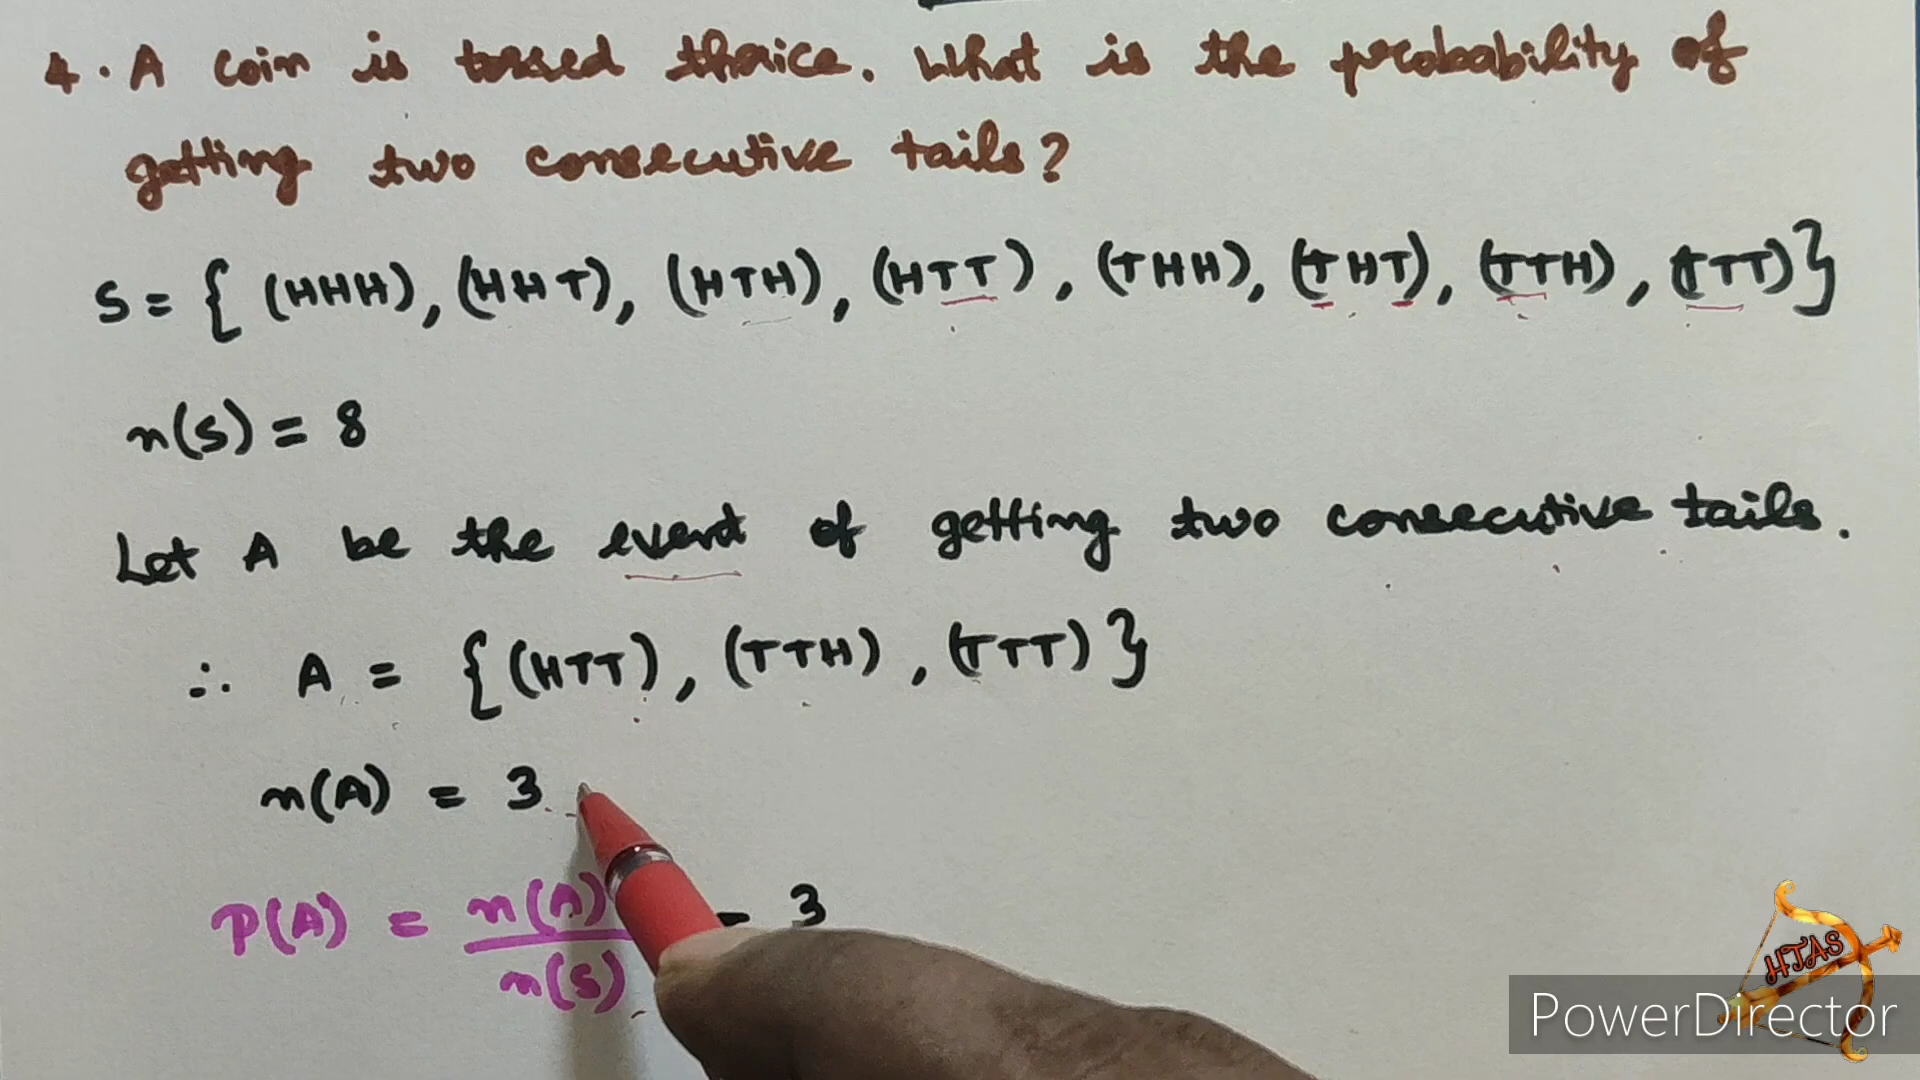 4. A coin is tossed thrice. What is the probability of
getting two consecutive tails?
S = { (HHH), (HHT), (HTH), (HTT), (THH), (THT), (TTH), (TTT)}
n(S) = 8
Let A be the event of getting two consecutive tails.
∴ A = {(HTT), (TTH), (TTT)}
n(A) = 3
P(A) = n(A) / n(S) = 3
HTAS
PowerDirector